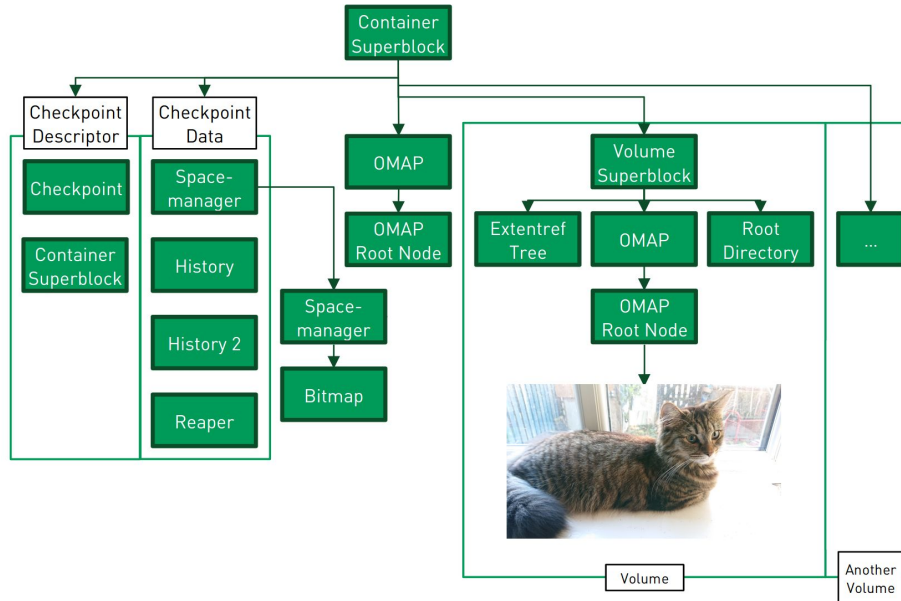 Container
Superblock
Checkpoint
Descriptor
Checkpoint
Data
Checkpoint
Container
Superblock
Space-
manager
History
History 2
Reaper
Space-
manager
Bitmap
OMAP
OMAP
Root Node
Volume
Superblock
Extentref
Tree
OMAP
Root
Directory
OMAP
Root Node
...
Volume
Another
Volume